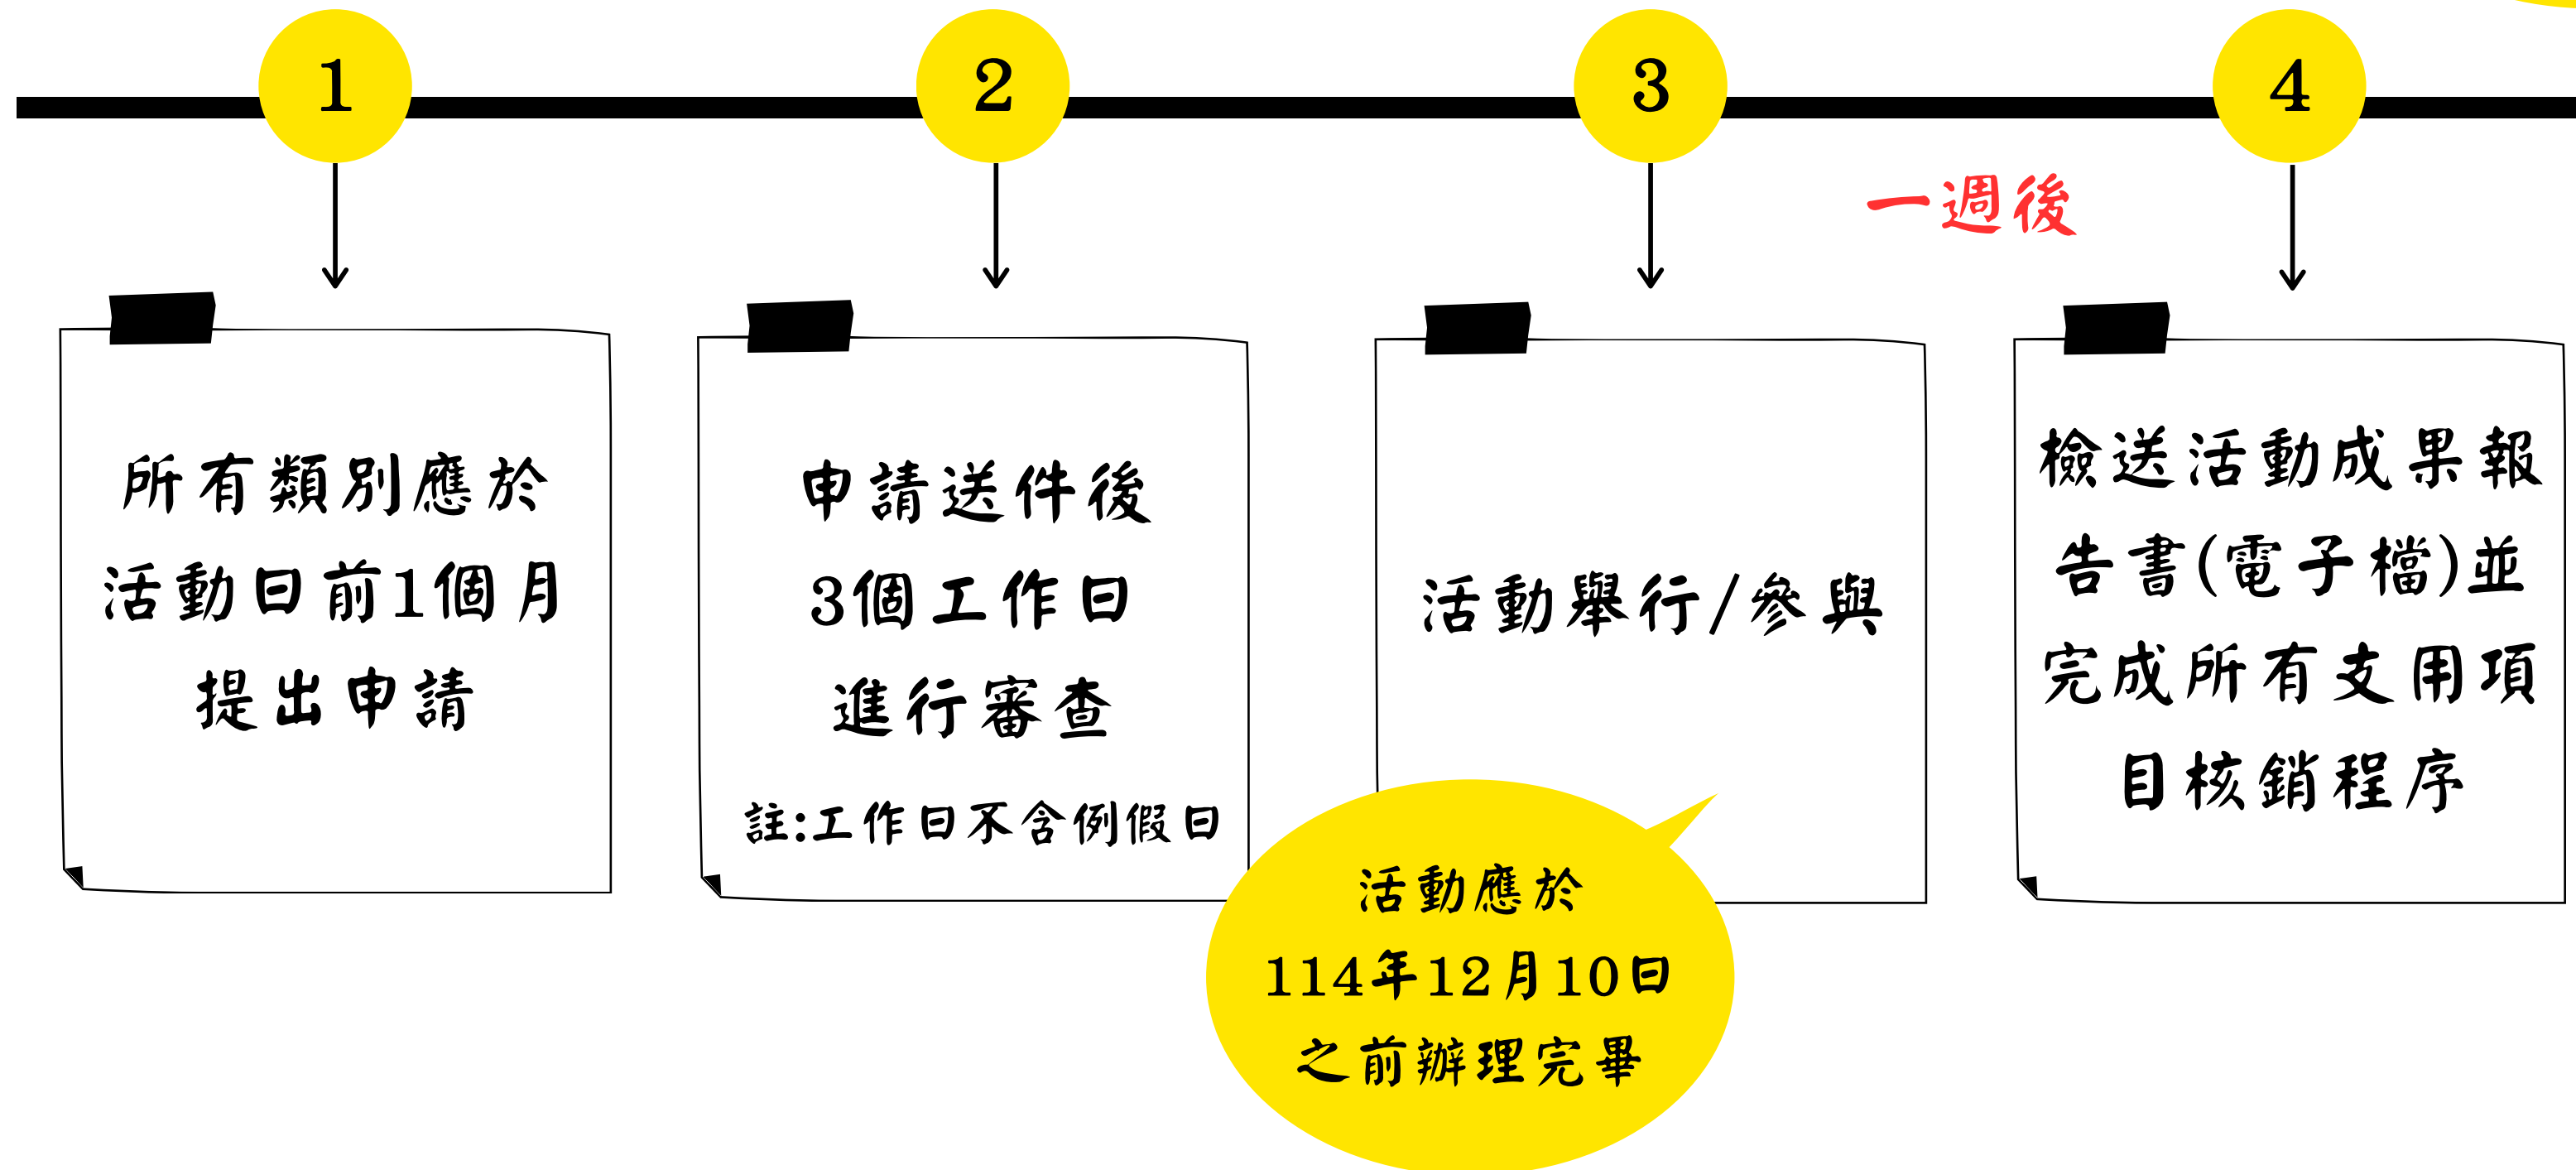 1
2
3
4
一週後
所有類別應於
活動日前1個月
提出申請
申請送件後
3個工作日
進行審查
註:工作日不含例假日
活動舉行/參與
活動應於
114年12月10日
之前辦理完畢
檢送活動成果報
告書(電子檔)並
完成所有支用項
目核銷程序